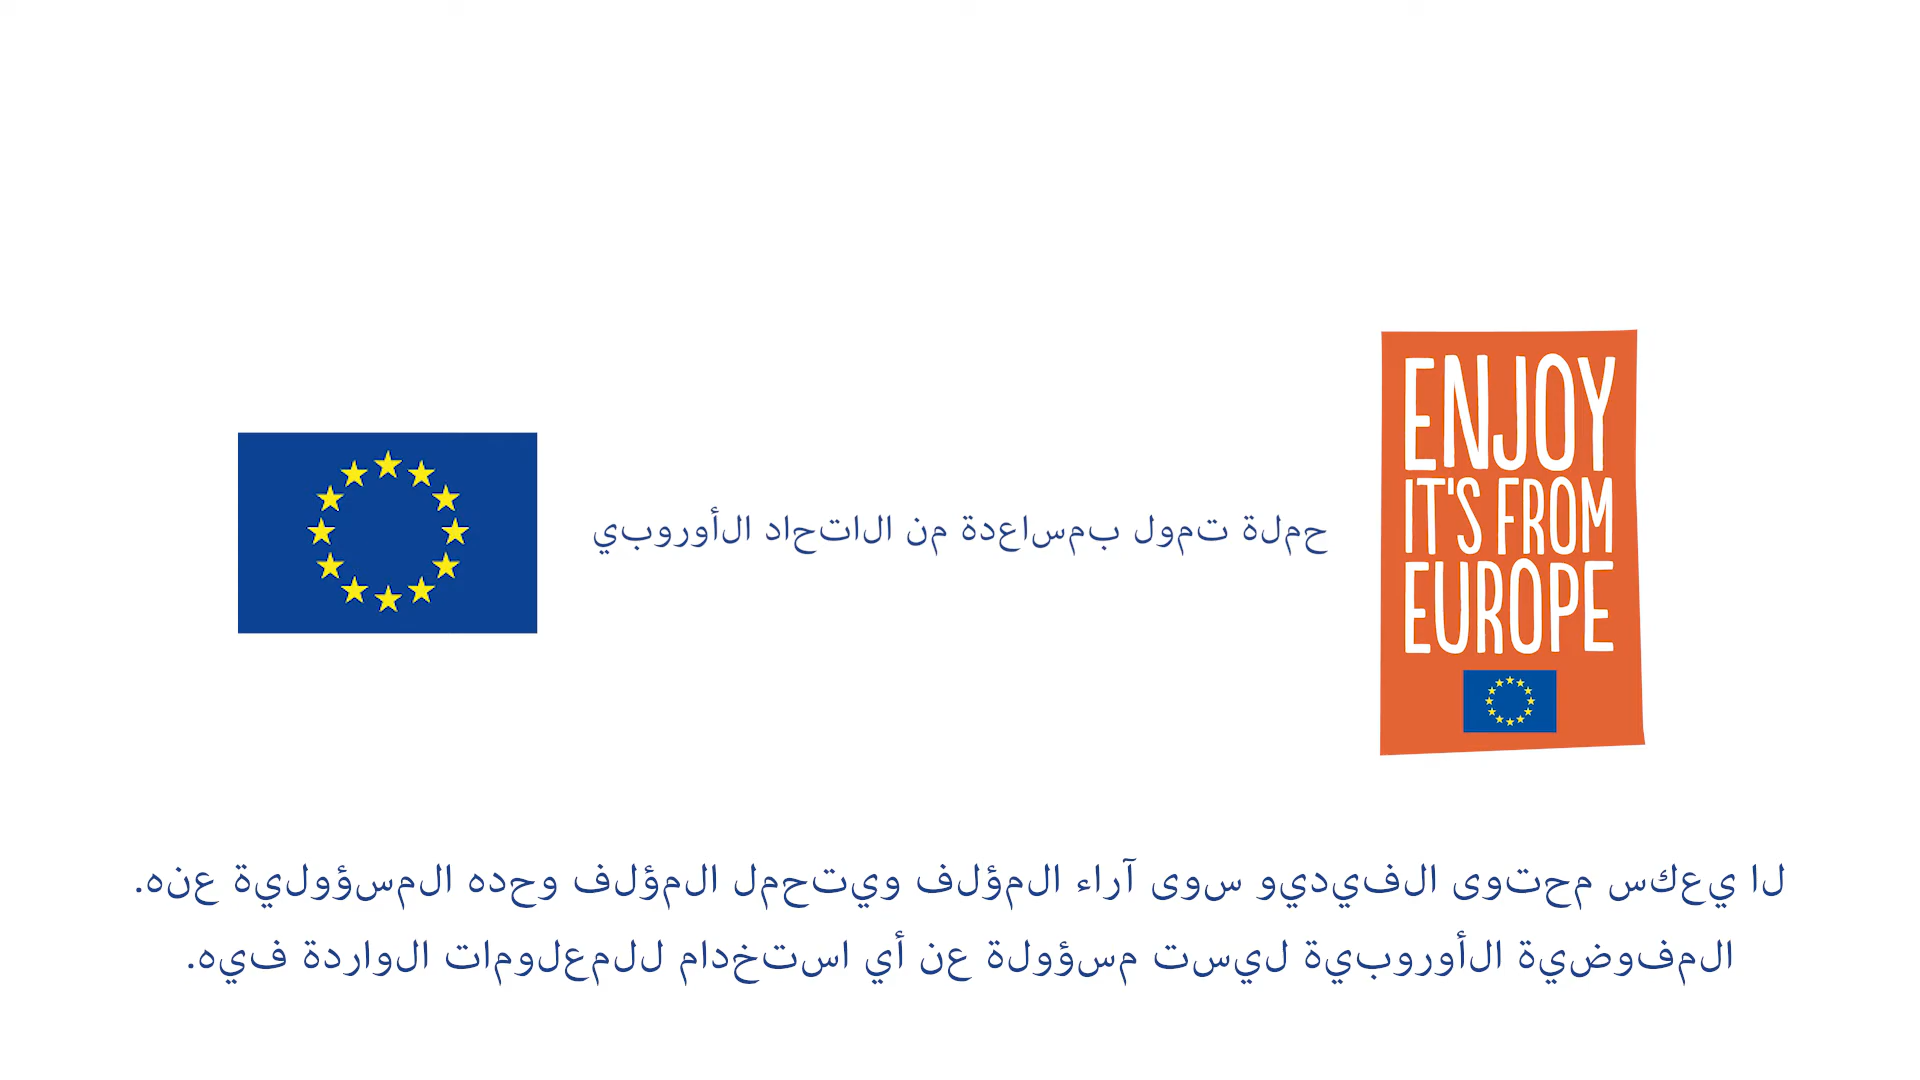 حملة تمول بمساعدة من الاتحاد الأوروبي
ENJOY
IT'S FROM
EUROPE
لا يعكس محتوى الفيديو سوى آراء المؤلف ويتحمل المؤلف وحده المسؤولية عنه.
المفوضية الأوروبية ليست مسؤولة عن أي استخدام للمعلومات الواردة فيه.